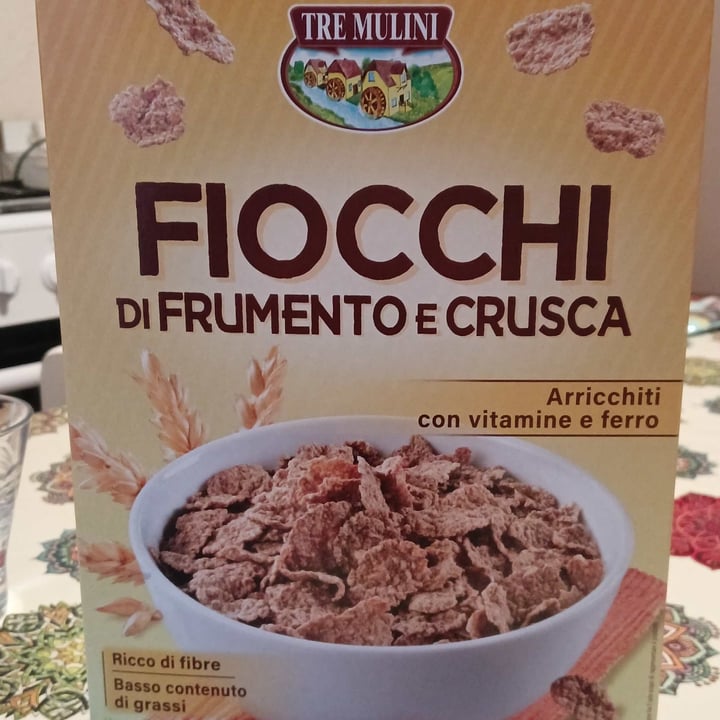 TRE MULINI
FIOCCHI
DI FRUMENTO E CRUSCA
Arricchiti
con vitamine e ferro
Ricco di fibre
Basso contenuto
di grassi